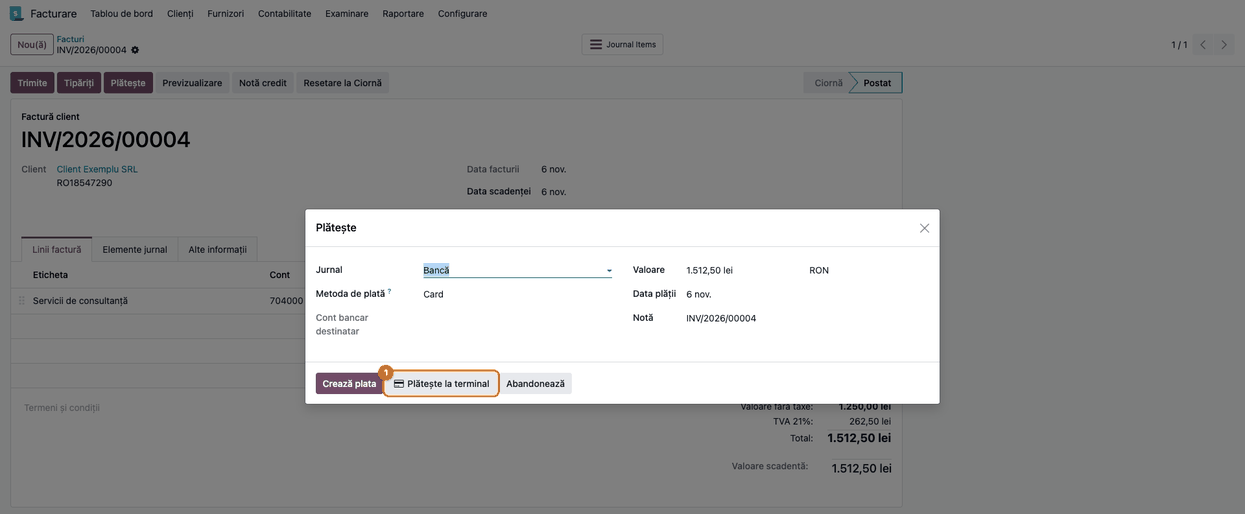 Facturare Tablou de bord Clienți Furnizori Contabilitate Examinare Raportare Configurare
Nou(ă) Facturi
INV/2026/00004
Journal Items
1 / 1
Trimite Tipăriți Plătește Previzualizare Notă credit Resetare la Ciornă Ciornă Postat
Factură client
INV/2026/00004
Client Client Exemplu SRL
RO18547290
Data facturii 6 nov.
Data scadenței 6 nov.
Linii factură Elemente jurnal Alte informații
Eticheta Cont
Servicii de consultanță 704000
Plătește
Jurnal Bancă
Metoda de plată ? Card
Cont bancar
destinatar
Valoare 1.512,50 lei RON
Data plății 6 nov.
Notă INV/2026/00004
1
Crează plata Plătește la terminal Abandonează
Termeni și condiții
Valoare fără taxe: 1.250,00 lei
TVA 21%: 262,50 lei
Total: 1.512,50 lei
Valoare scadentă: 1.512,50 lei